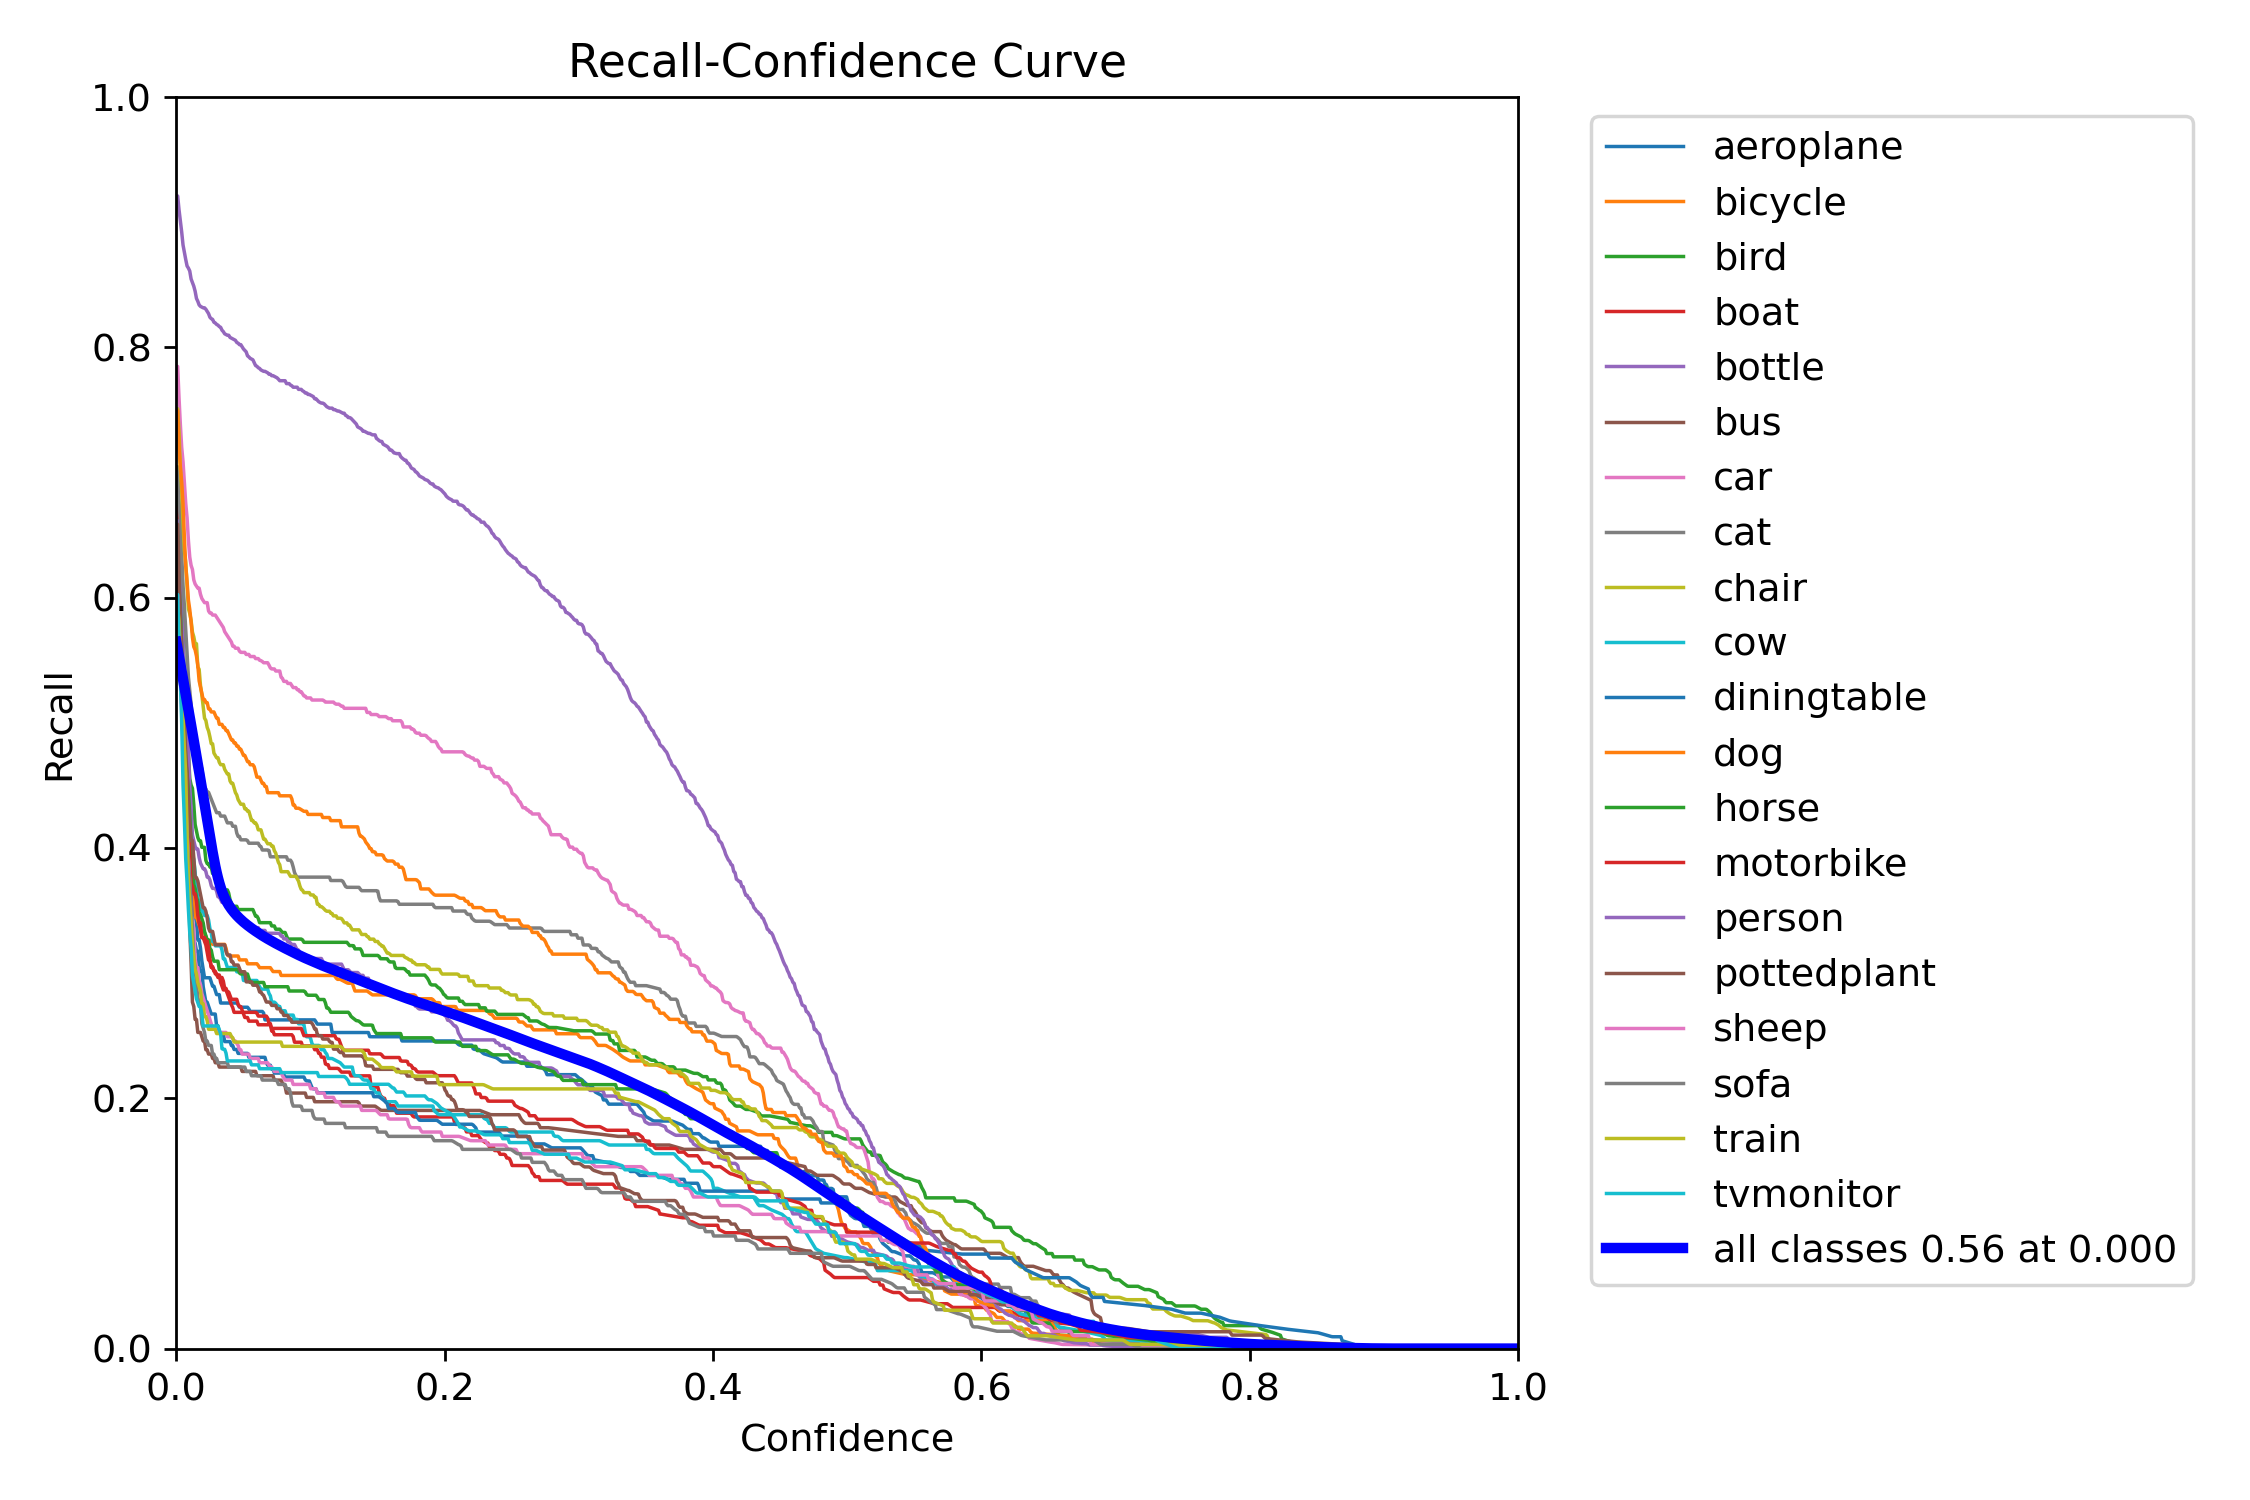 Recall-Confidence Curve
1.0
0.8
0.6
0.4
0.2
0.0
Recall
0.0 0.2 0.4 0.6 0.8 1.0
Confidence
aeroplane
bicycle
bird
boat
bottle
bus
car
cat
chair
cow
diningtable
dog
horse
motorbike
person
pottedplant
sheep
sofa
train
tvmonitor
all classes 0.56 at 0.000